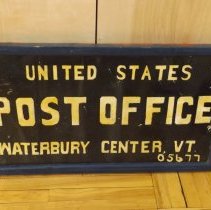 UNITED STATES
POST OFFICE
WATERBURY CENTER, VT.
05677